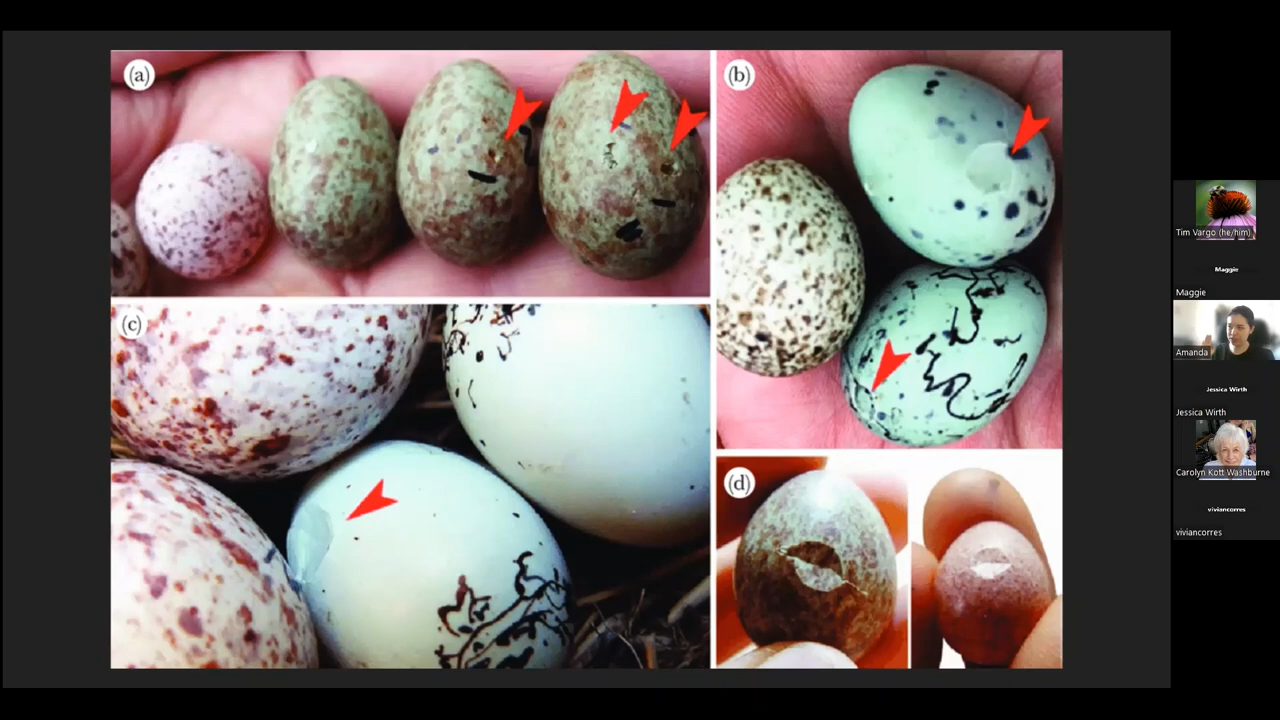 (a)
(b)
(c)
(d)
Tim Vargo (he/him)
Maggie
Maggie
Amanda
Jessica Wirth
Jessica Wirth
Carolyn Kott Washburne
viviancorres
viviancorres